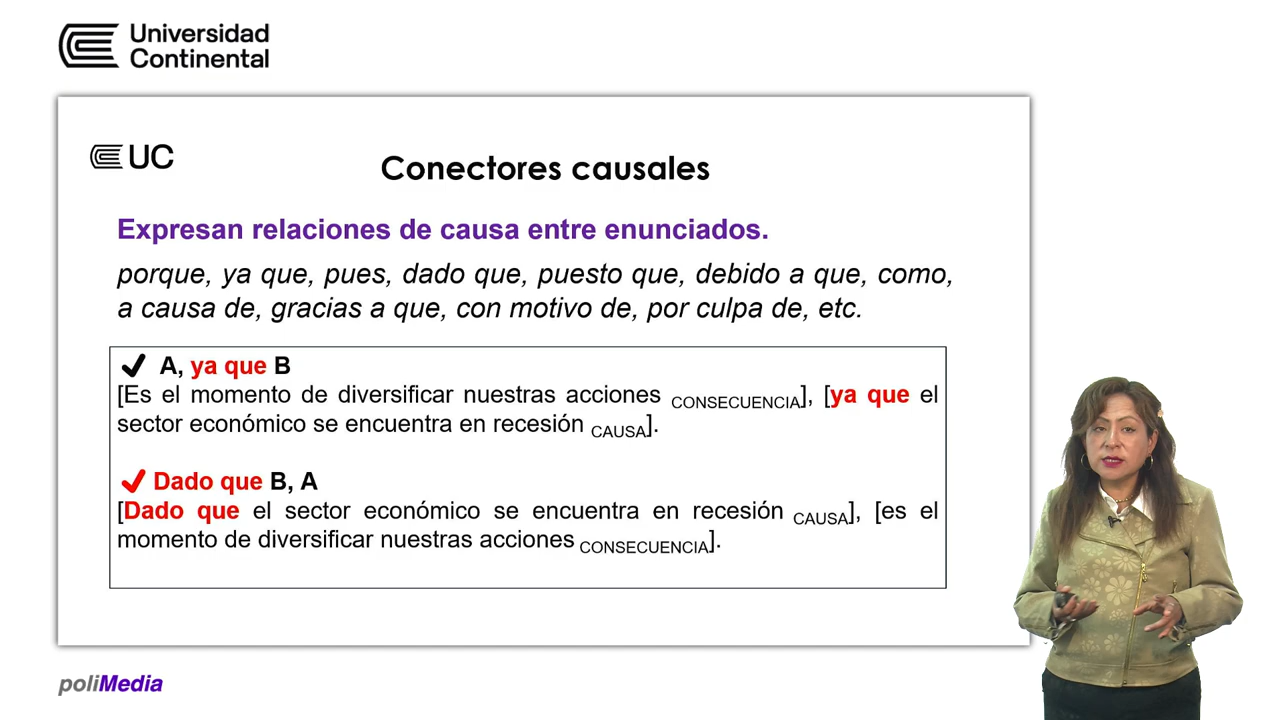 Universidad
Continental
UC
Conectores causales
Expresan relaciones de causa entre enunciados.
porque, ya que, pues, dado que, puesto que, debido a que, como,
a causa de, gracias a que, con motivo de, por culpa de, etc.
✔ A, ya que B
[Es el momento de diversificar nuestras acciones CONSECUENCIA], [ya que el
sector económico se encuentra en recesión CAUSA].
✔ Dado que B, A
[Dado que el sector económico se encuentra en recesión CAUSA], [es el
momento de diversificar nuestras acciones CONSECUENCIA].
poliMedia